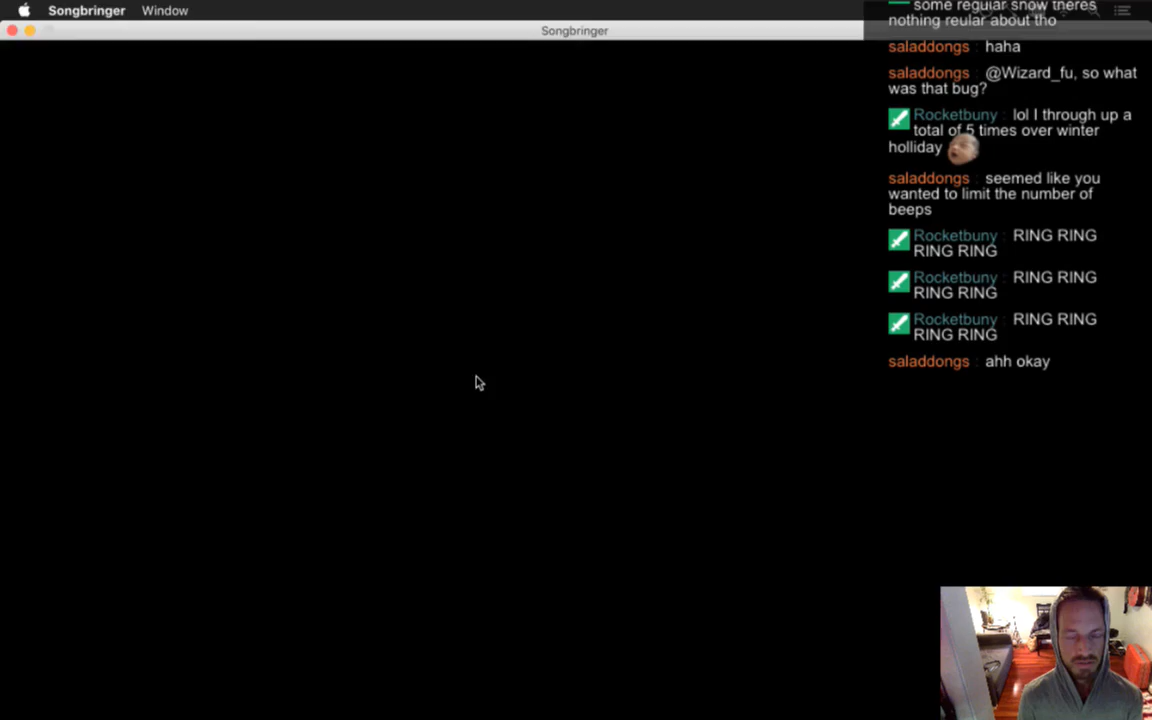 Songbringer Window
Songbringer
some regular snow theres
nothing reular about tho
saladdongs : haha
saladdongs : @Wizard_fu, so what
was that bug?
Rocketbuny : lol I through up a
total of 5 times over winter
holliday
saladdongs : seemed like you
wanted to limit the number of
beeps
Rocketbuny : RING RING
RING RING
Rocketbuny : RING RING
RING RING
Rocketbuny : RING RING
RING RING
saladdongs : ahh okay